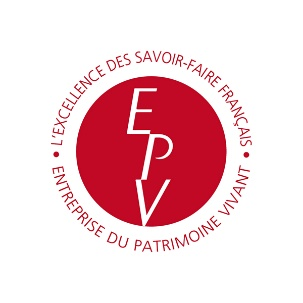 • L'EXCELLENCE DES SAVOIR-FAIRE FRANÇAIS •
EPV
ENTREPRISE DU PATRIMOINE VIVANT